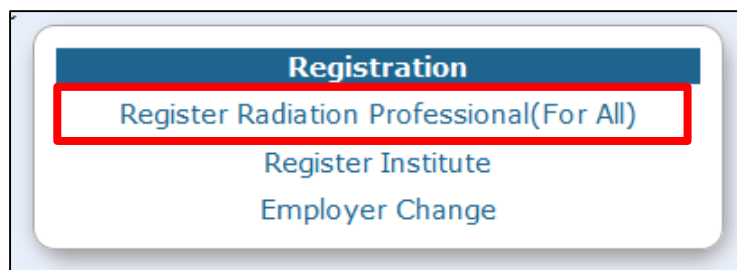 Registration
Register Radiation Professional(For All)
Register Institute
Employer Change